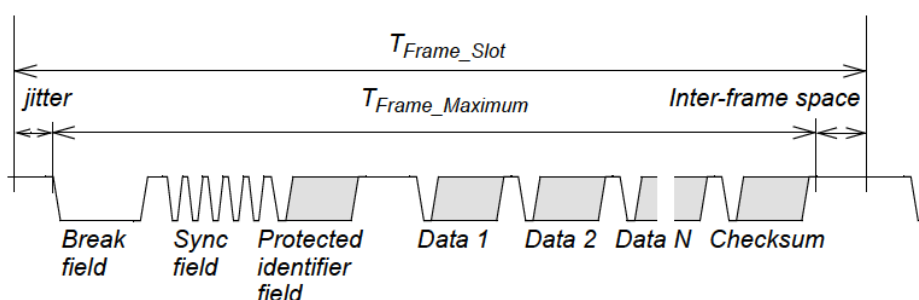 T_Frame_Slot
jitter
T_Frame_Maximum
Inter-frame space
Break
field
Sync
field
Protected
identifier
field
Data 1
Data 2
Data N
Checksum